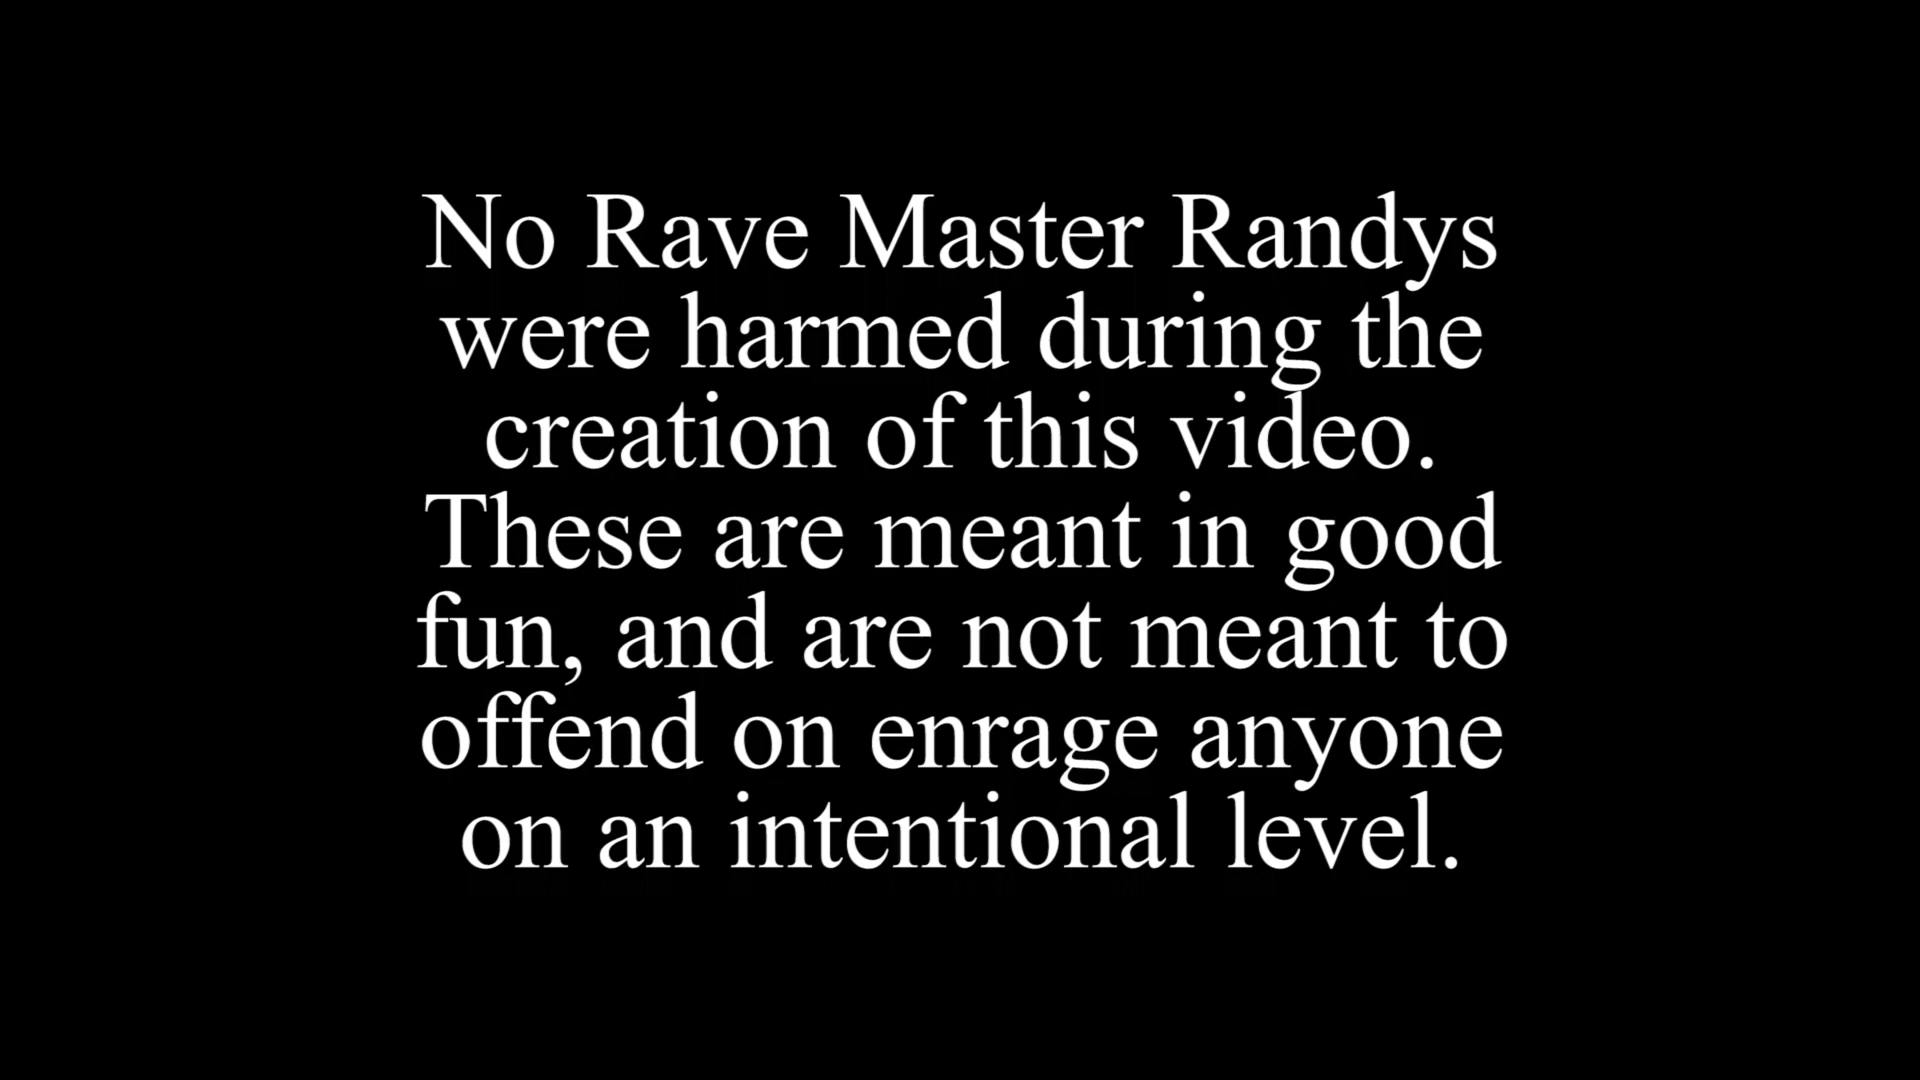 No Rave Master Randys
were harmed during the
creation of this video.
These are meant in good
fun, and are not meant to
offend on enrage anyone
on an intentional level.